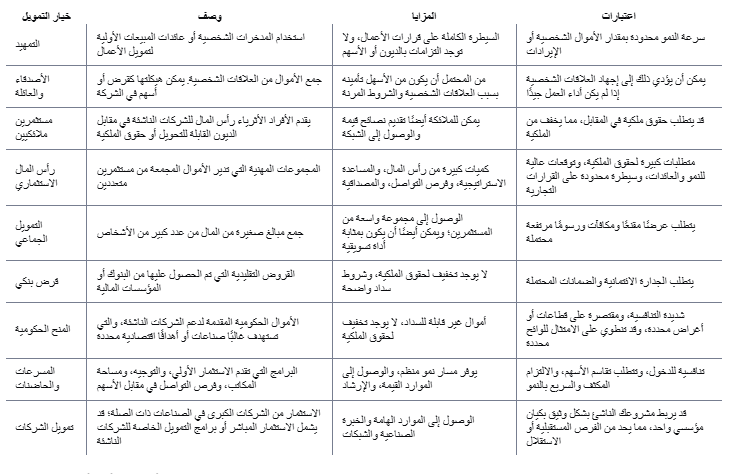 خيار التمويل
وصف
المزايا
اعتبارات
التمهيد
استخدام المدخرات الشخصية أو عائدات المبيعات الأولية
لتمويل الأعمال
السيطرة الكاملة على قرارات الأعمال، ولا
توجد التزامات بالديون أو الأسهم
سرعة النمو محدودة بمقدار الأموال الشخصية أو
الإيرادات
الأصدقاء
والعائلة
جمع الأموال من العلاقات الشخصية، يمكن هيكلتها كقرض أو
أسهم في الشركة
من المحتمل أن يكون من الأسهل تأمينه
بسبب العلاقات الشخصية والشروط المرنة
يمكن أن يؤدي ذلك إلى إجهاد العلاقات الشخصية
إذا لم يكن أداء العمل جيدًا
مستثمرين
ملائكيين
يقدم الأفراد الأثرياء رأس المال للشركات الناشئة في مقابل
الديون القابلة للتحويل أو حقوق الملكية
يمكن للملائكة أيضًا تقديم نصائح قيمة
والوصول إلى الشبكة
قد يتطلب حقوق ملكية في المقابل، مما يخفف من
الملكية
رأس المال
الاستثماري
المجموعات المهنية التي تدير الأموال المجمعة من مستثمرين
متعددين
كميات كبيرة من رأس المال، والمساعدة
الاستراتيجية، وفرص التواصل، والمصداقية
متطلبات كبيرة لحقوق الملكية، وتوقعات عالية
للنمو والعائدات، وسيطرة محدودة على القرارات
التجارية
التمويل
الجماعي
جمع مبالغ صغيرة من المال من عدد كبير من الأشخاص
الوصول إلى مجموعة واسعة من
المستثمرين؛ ويمكن أيضًا أن يكون بمثابة
أداة تسويقية
يتطلب عرضًا مقنعًا ومكافآت ورسومًا مرتفعة
محتملة
قرض بنكي
القروض التقليدية التي تم الحصول عليها من البنوك أو
المؤسسات المالية
لا يوجد تخفيف لحقوق الملكية، وشروط
سداد واضحة
يتطلب الجدارة الائتمانية والضمانات المحتملة
المنح الحكومية
الأموال الحكومية المقدمة لدعم الشركات الناشئة، والتي
تستهدف غالبًا صناعات أو أهدافًا اقتصادية محددة
أموال غير قابلة للسداد، لا يوجد تخفيف
لحقوق الملكية
شديدة التنافسية، ومقتصرة على قطاعات أو
أغراض محددة، وقد تنطوي على الامتثال للوائح
محددة
المسرعات
والحاضنات
البرامج التي تقدم الاستثمار الأولي، والتوجيه، ومساحة
المكاتب، وفرص التواصل في مقابل الأسهم
يوفر مسار نمو منظم، والوصول إلى
الموارد القيمة، والإرشاد
تنافسية للدخول، وتتطلب تقاسم الأسهم، والالتزام
المكثف والسريع بالنمو
تمويل الشركات
الاستثمار من الشركات الكبرى في الصناعات ذات الصلة؛ قد
يشمل الاستثمار المباشر أو برامج التمويل الخاصة للشركات
الناشئة
الوصول إلى الموارد الهامة والخبرة
الصناعية والشبكات
قد يربط مشروعك الناشئ بشكل وثيق بكيان
مؤسسي واحد، مما يحد من الفرص المستقبلية أو
الاستقلال